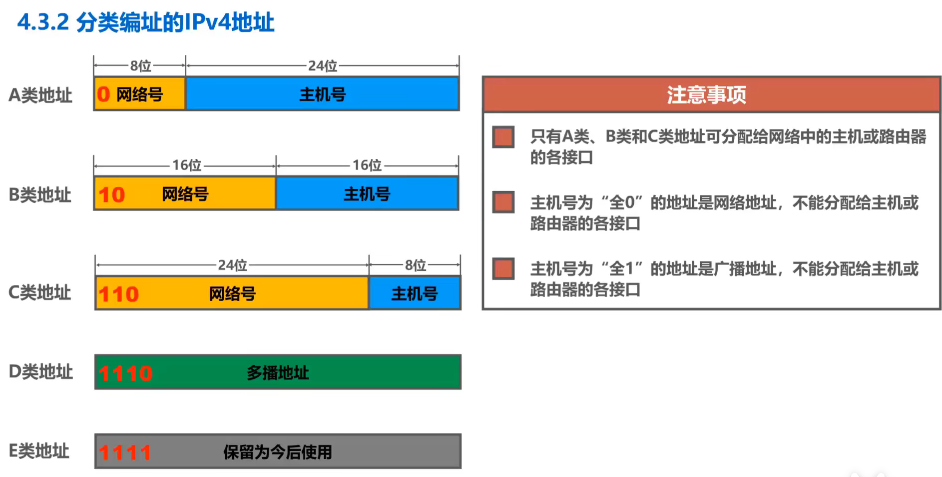 4.3.2 分类编址的IPv4地址
8位 24位
A类地址 0 网络号 主机号
16位 16位
B类地址 10 网络号 主机号
24位 8位
C类地址 110 网络号 主机号
D类地址 1110 多播地址
E类地址 1111 保留为今后使用
注意事项
只有A类、B类和C类地址可分配给网络中的主机或路由器
的各接口
主机号为“全0”的地址是网络地址，不能分配给主机或
路由器的各接口
主机号为“全1”的地址是广播地址，不能分配给主机或
路由器的各接口